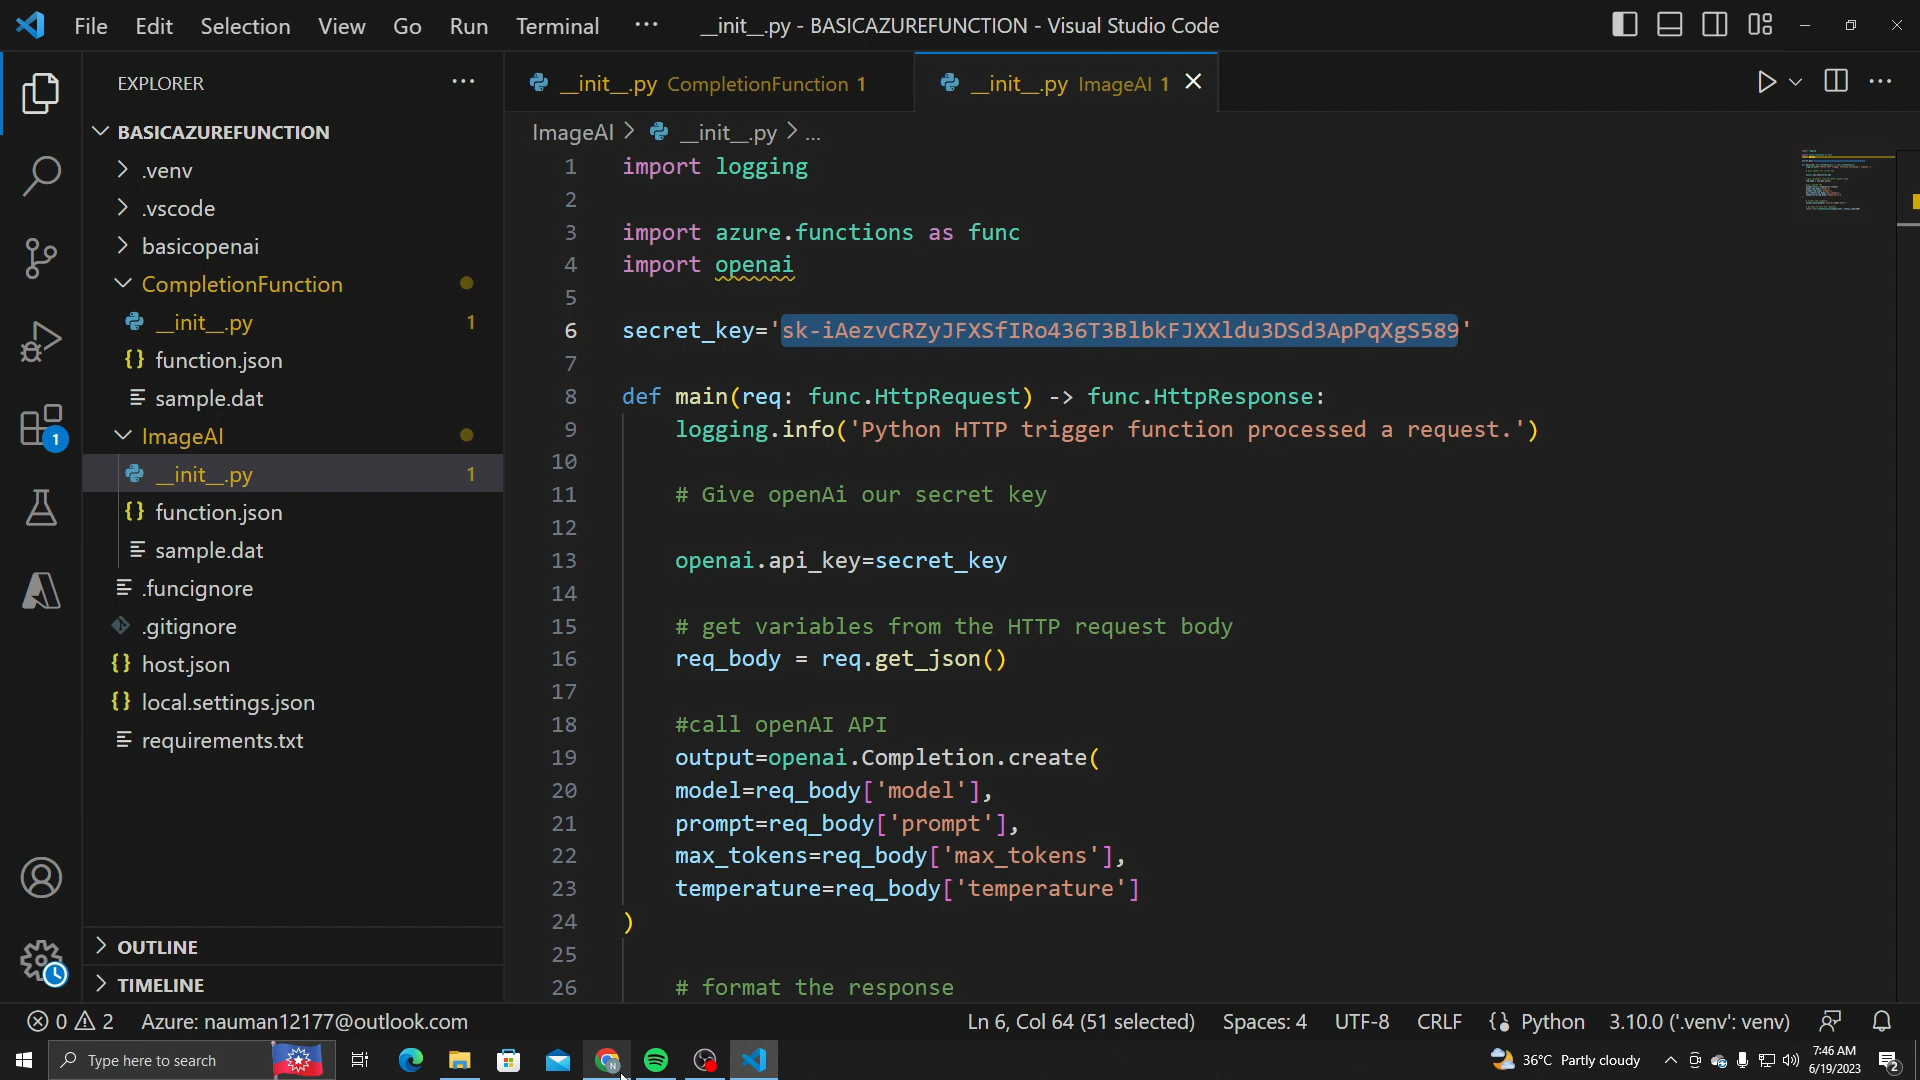 File Edit Selection View Go Run Terminal ··· __init__.py - BASICAZUREFUNCTION - Visual Studio Code
EXPLORER
__init__.py CompletionFunction 1
__init__.py ImageAI 1
BASICAZUREFUNCTION
.venv
.vscode
basicopenai
CompletionFunction
__init__.py 1
function.json
sample.dat
ImageAI
__init__.py 1
function.json
sample.dat
.funcignore
.gitignore
host.json
local.settings.json
requirements.txt
OUTLINE
TIMELINE
ImageAI > __init__.py > ...
1 import logging
2
3 import azure.functions as func
4 import openai
5
6 secret_key='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'
7
8 def main(req: func.HttpRequest) -> func.HttpResponse:
9 logging.info('Python HTTP trigger function processed a request.')
10
11 # Give openAi our secret key
12
13 openai.api_key=secret_key
14
15 # get variables from the HTTP request body
16 req_body = req.get_json()
17
18 #call openAI API
19 output=openai.Completion.create(
20 model=req_body['model'],
21 prompt=req_body['prompt'],
22 max_tokens=req_body['max_tokens'],
23 temperature=req_body['temperature']
24 )
25
26 # format the response
1
0 2 Azure: nauman12177@outlook.com Ln 6, Col 64 (51 selected) Spaces: 4 UTF-8 CRLF Python 3.10.0 ('.venv': venv)
Type here to search
N
36°C Partly cloudy
7:46 AM
6/19/2023
2